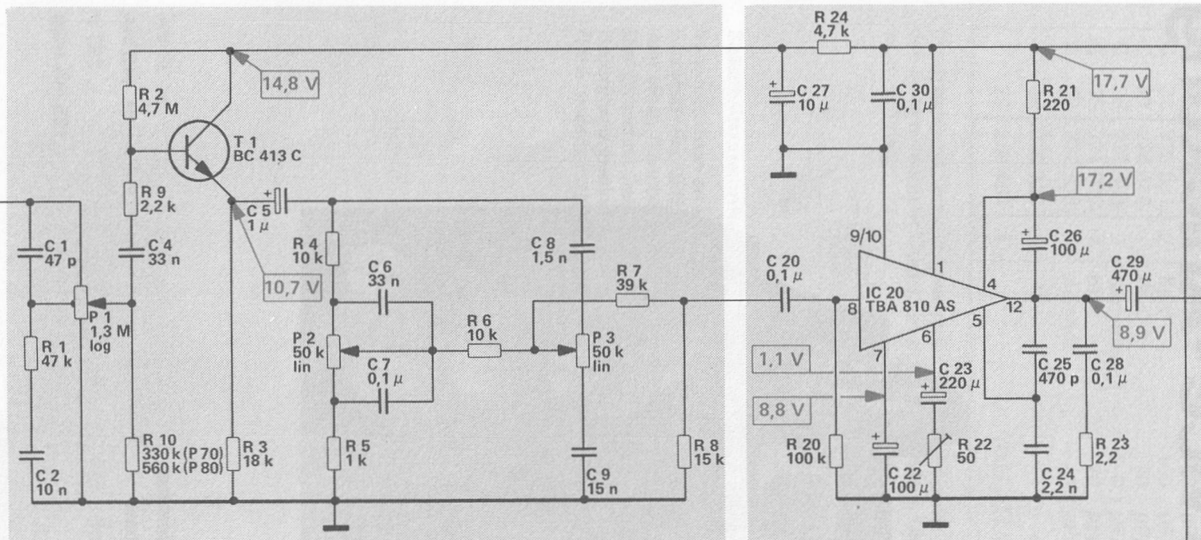 R 24
4,7 k
14,8 V
R 2
4,7 M
T 1
BC 413 C
+
C 27
10 µ
C 30
0,1 µ
17,7 V
R 21
220
R 9
2,2 k
+
C 5
1 µ
17,2 V
C 1
47 p
C 4
33 n
R 4
10 k
C 8
1,5 n
9/10
1
4
+
C 26
100 µ
C 29
470 µ
+
10,7 V
C 6
33 n
R 7
39 k
C 20
0,1 µ
8
IC 20
TBA 810 AS
12
P 1
1,3 M
log
R 1
47 k
P 2
50 k
lin
R 6
10 k
P 3
50 k
lin
7
6
5
8,9 V
C 7
0,1 µ
1,1 V
+
C 23
220 µ
C 25
470 p
C 28
0,1 µ
8,8 V
R 10
330 k (P 70)
560 k (P 80)
R 3
18 k
R 5
1 k
R 8
15 k
R 20
100 k
+
C 22
100 µ
R 22
50
R 23
2,2
C 2
10 n
C 9
15 n
C 24
2,2 n